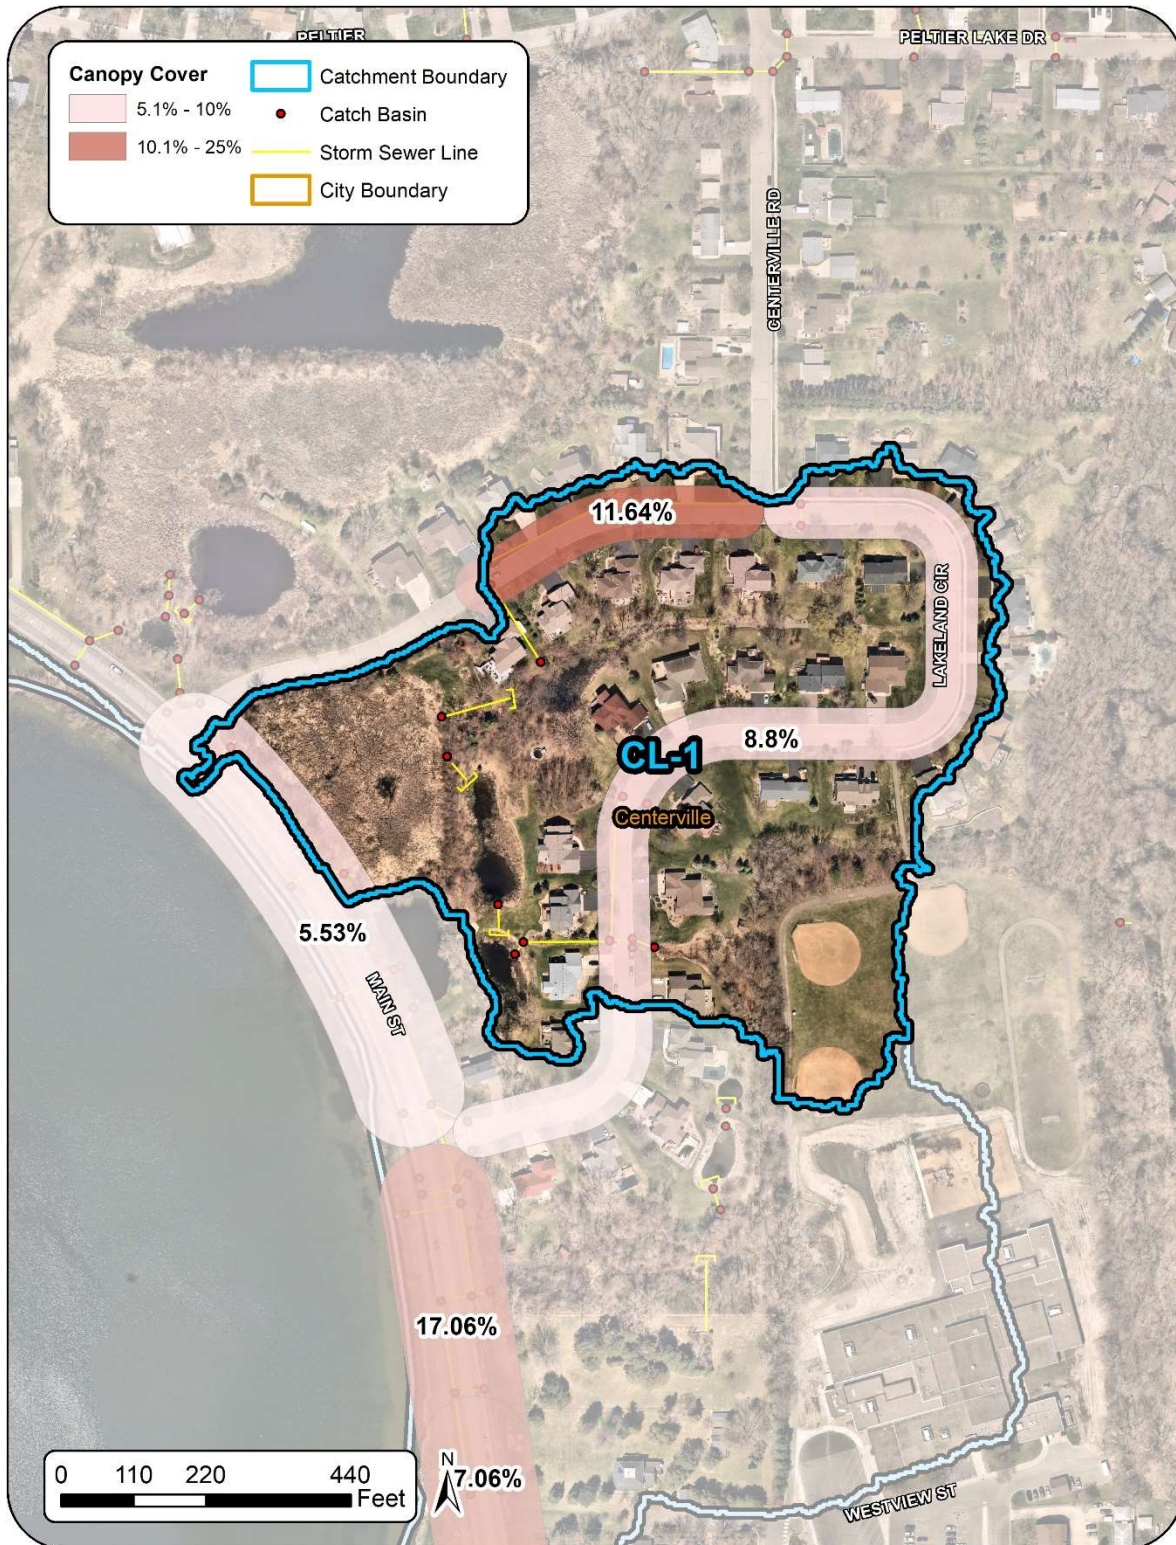 PELTIER
PELTIER LAKE DR
Canopy Cover
5.1% - 10%
10.1% - 25%
Catchment Boundary
Catch Basin
Storm Sewer Line
City Boundary
CENTERVILLE RD
11.64%
LAKELAND CIR
8.8%
CL-1
Centerville
5.53%
MAIN ST
17.06%
0 110 220 440
Feet
N
7.06%
WESTVIEW ST